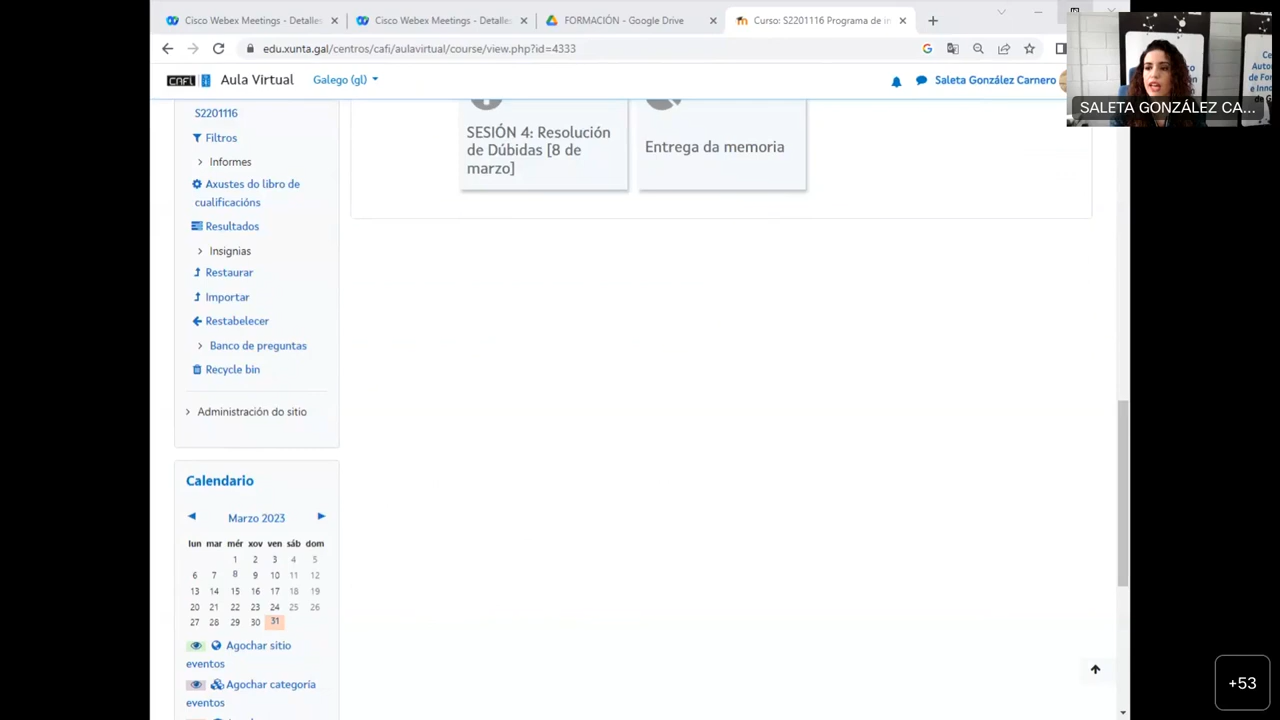 Cisco Webex Meetings - Detalles
Cisco Webex Meetings - Detalles
FORMACIÓN - Google Drive
Curso: S2201116 Programa de in
edu.xunta.gal/centros/cafi/aulavirtual/course/view.php?id=4333
CAFI
Aula Virtual
Galego (gl)
Saleta González Carnero
SALETA GONZÁLEZ CA...
S2201116
Filtros
Informes
Axustes do libro de
cualificacións
Resultados
Insignias
Restaurar
Importar
Restabelecer
Banco de preguntas
Recycle bin
Administración do sitio
SESIÓN 4: Resolución
de Dúbidas [8 de
marzo]
Entrega da memoria
Calendario
Marzo 2023
lun mar mér xov ven sáb dom
1 2 3 4 5
6 7 8 9 10 11 12
13 14 15 16 17 18 19
20 21 22 23 24 25 26
27 28 29 30 31
Agochar sitio
eventos
Agochar categoría
eventos
+53